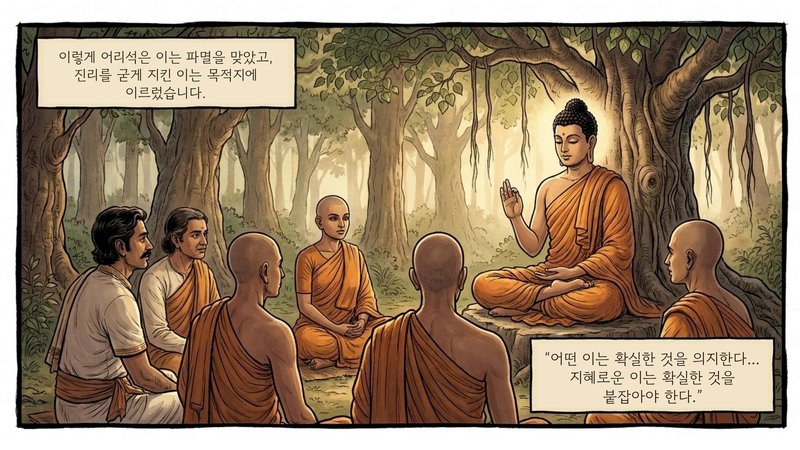 이렇게 어리석은 이는 파멸을 맞았고,
진리를 굳게 지킨 이는 목적지에
이르렀습니다.
“어떤 이는 확실한 것을 의지한다...
지혜로운 이는 확실한 것을
붙잡아야 한다.”